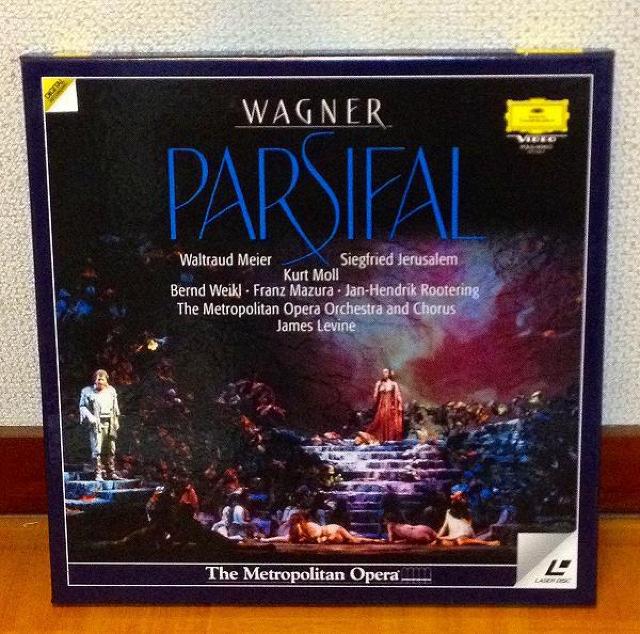 DIGITAL
WAGNER
PARSIFAL
VIDEO
Waltraud Meier Siegfried Jerusalem
Kurt Moll
Bernd Weikl · Franz Mazura · Jan-Hendrik Rootering
The Metropolitan Opera Orchestra and Chorus
James Levine
The Metropolitan Opera
LASER DISC